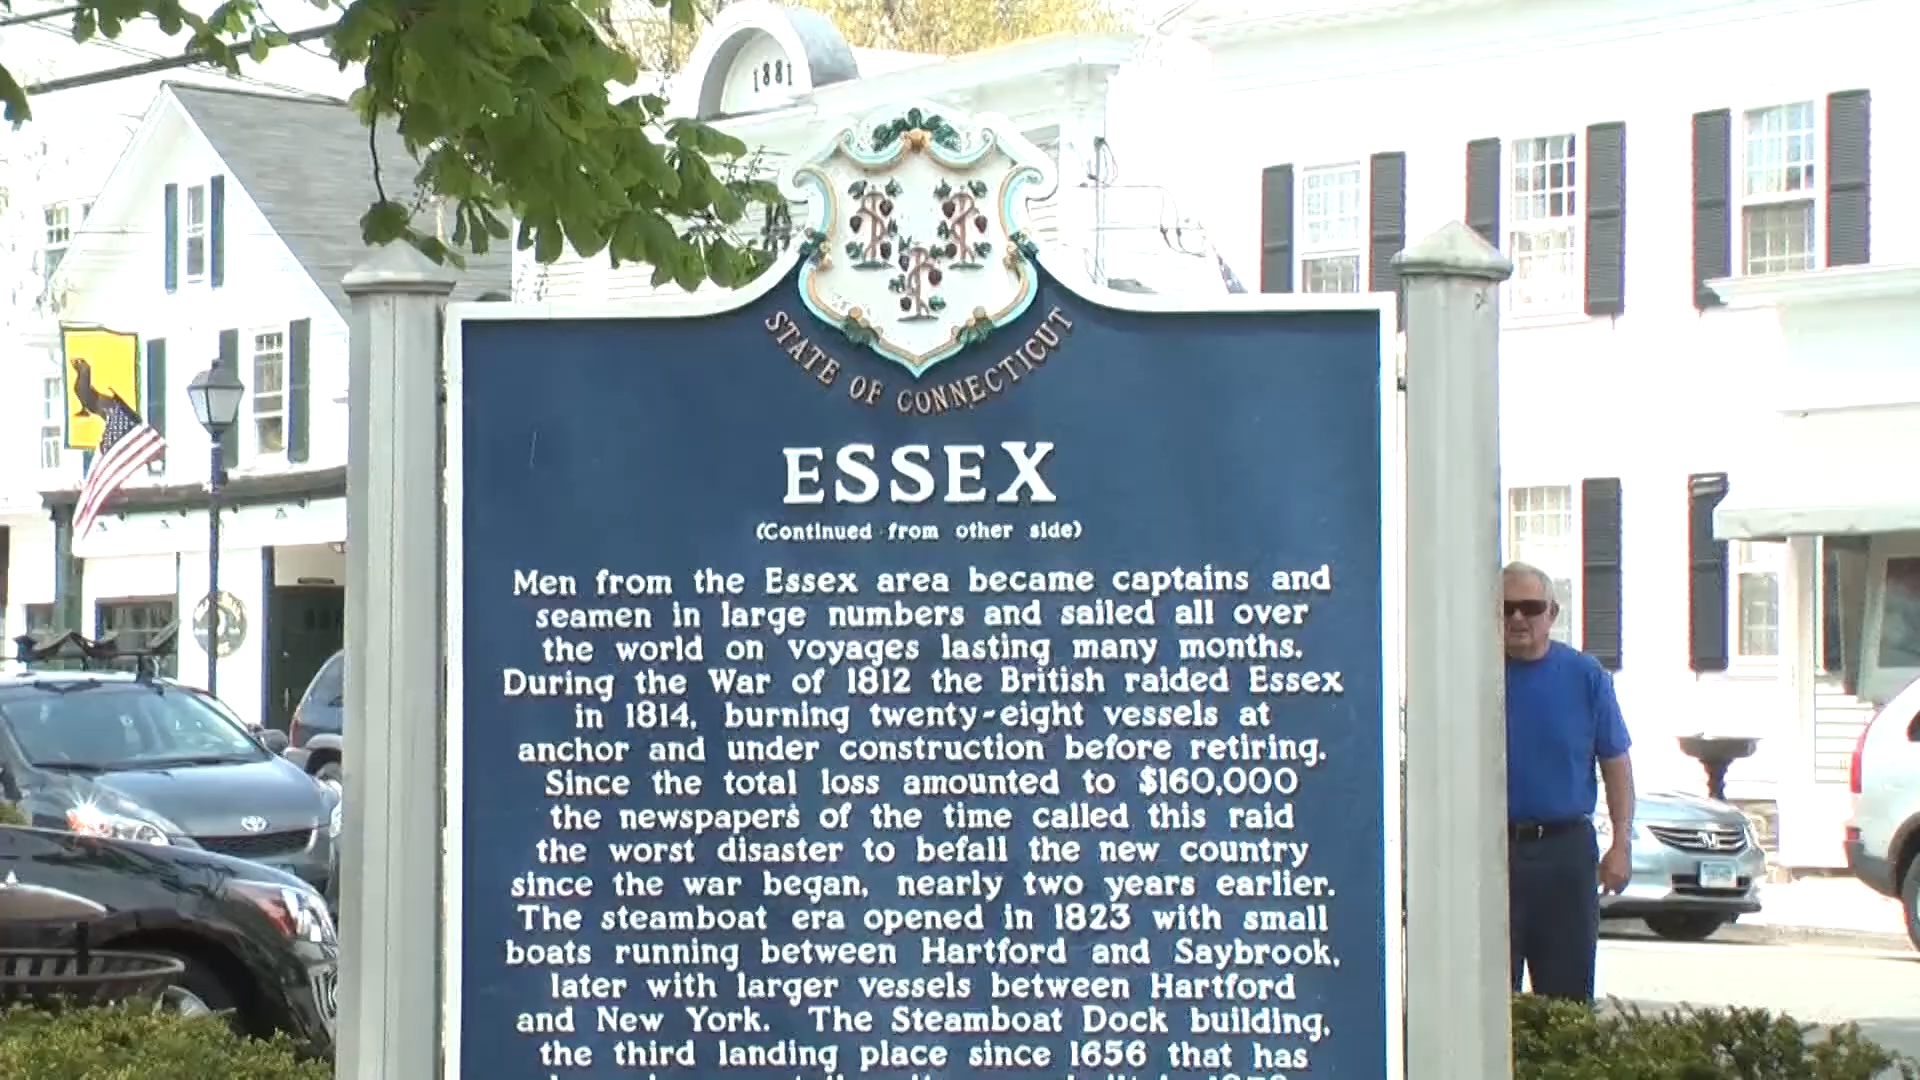 1881
STATE OF CONNECTICUT
ESSEX
(Continued from other side)
Men from the Essex area became captains and
seamen in large numbers and sailed all over
the world on voyages lasting many months.
During the War of 1812 the British raided Essex
in 1814, burning twenty-eight vessels at
anchor and under construction before retiring.
Since the total loss amounted to $160,000
the newspapers of the time called this raid
the worst disaster to befall the new country
since the war began, nearly two years earlier.
The steamboat era opened in 1823 with small
boats running between Hartford and Saybrook,
later with larger vessels between Hartford
and New York. The Steamboat Dock building,
the third landing place since 1656 that has